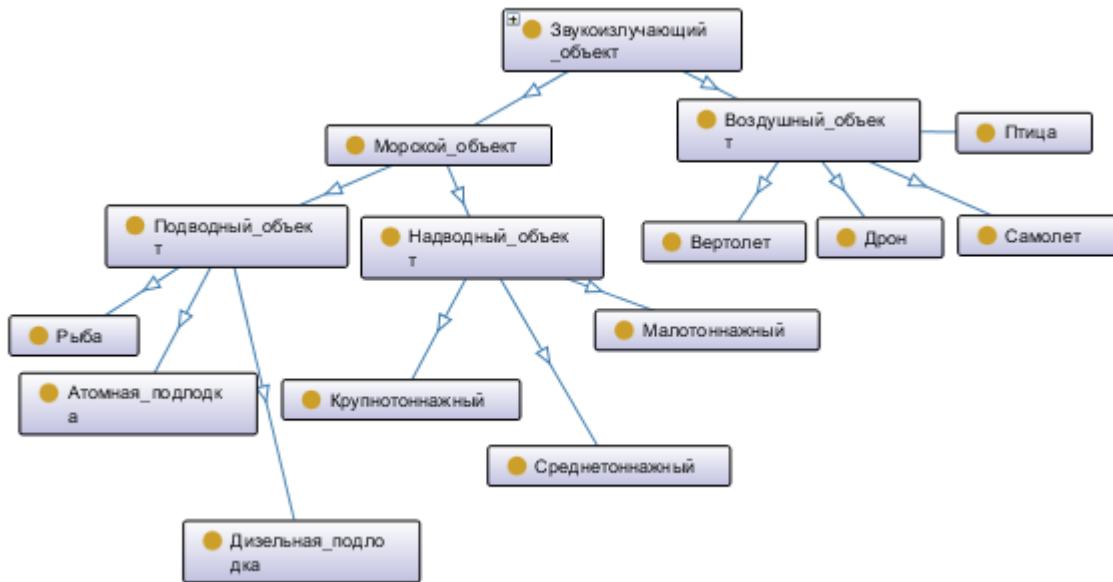 Звукоизлучающий
_объект
Воздушный_объек
т
Птица
Морской_объект
Подводный_объек
т
Надводный_объек
т
Вертолет
Дрон
Самолет
Рыба
Малотоннажный
Атомная_подлодк
а
Крупнотоннажный
Среднетоннажный
Дизельная_подло
дка